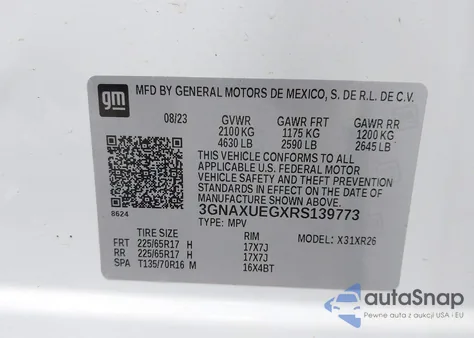 gm
MFD BY GENERAL MOTORS DE MEXICO, S. DE R.L. DE C.V.
08/23 GVWR GAWR FRT GAWR RR
2100 KG 1175 KG 1200 KG
4630 LB 2590 LB 2645 LB
THIS VEHICLE CONFORMS TO ALL
APPLICABLE U.S. FEDERAL MOTOR
VEHICLE SAFETY AND THEFT
PREVENTION STANDARDS IN EFFECT
ON THE DATE OF MANUFACTURE
SHOWN ABOVE.
8624
3GNAXUEGXRS139773
TYPE: MPV MODEL: X31XR26
TIRE SIZE RIM
FRT 225/65R17 H 17X7J
RR 225/65R17 H 17X7J
SPA T135/70R16 M 16X4BT
autoSnap
Pewne auta z aukcji USA i EU